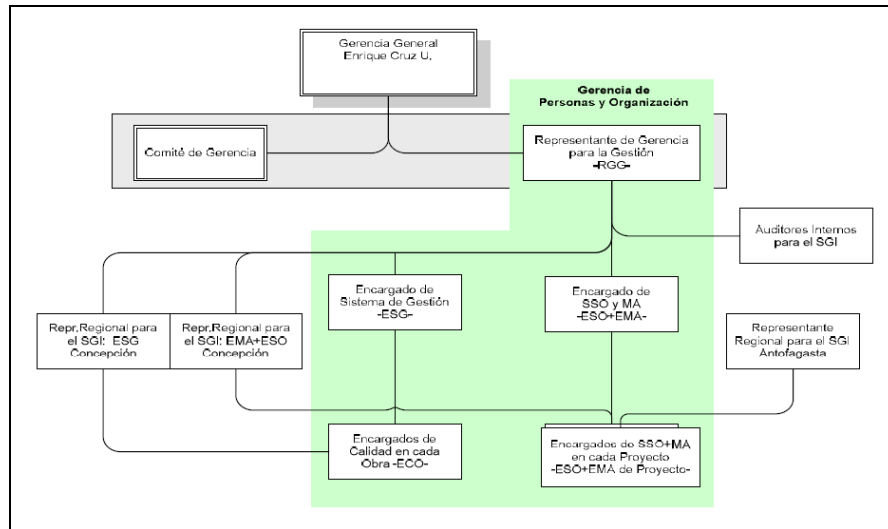 Gerencia General
Enrique Cruz U.
Gerencia de
Personas y Organización
Comité de Gerencia
Representante de Gerencia
para la Gestión
-RGG-
Auditores Internos
para el SGI
Encargado de
Sistema de Gestión
-ESG-
Encargado de
SSO y MA
-ESO+EMA-
Repr.Regional para
el SGI: ESG
Concepción
Repr.Regional para
el SGI: EMA+ESO
Concepción
Representante
Regional para el SGI
Antofagasta
Encargados de
Calidad en cada
Obra -ECO-
Encargados de SSO+MA
en cada Proyecto
-ESO+EMA de Proyecto-